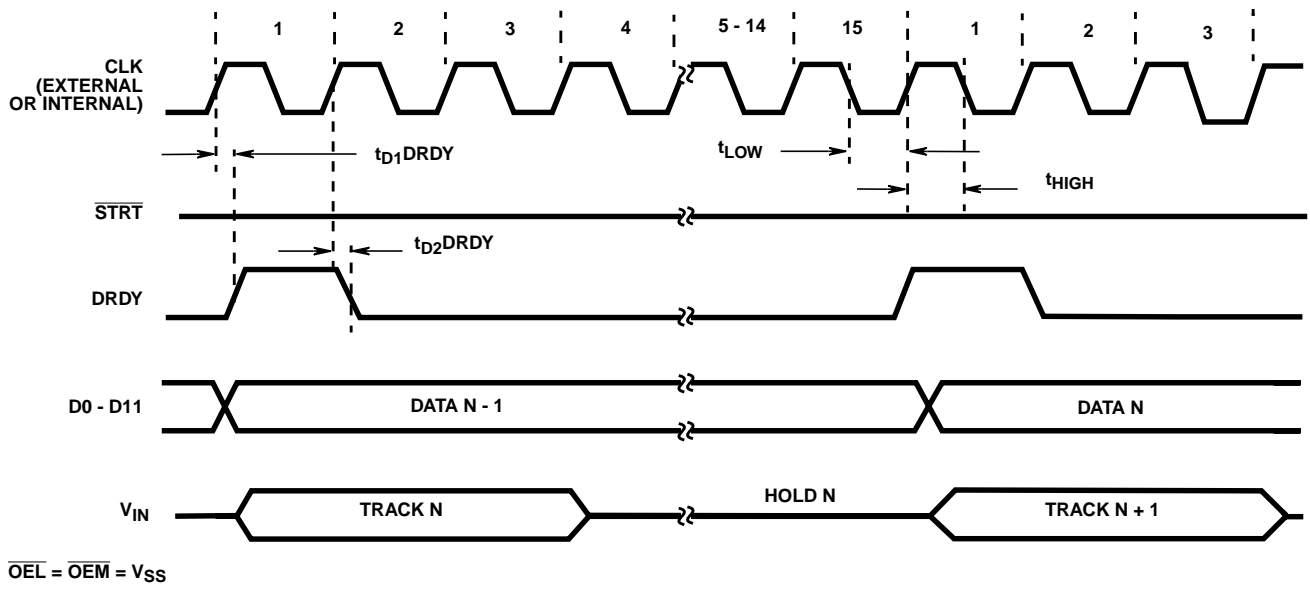 1 2 3 4 5 - 14 15 1 2 3
CLK
(EXTERNAL
OR INTERNAL)
tD1DRDY
tLOW
tHIGH
STRT
tD2DRDY
DRDY
D0 - D11
DATA N - 1
DATA N
VIN
TRACK N
HOLD N
TRACK N + 1
OEL = OEM = VSS